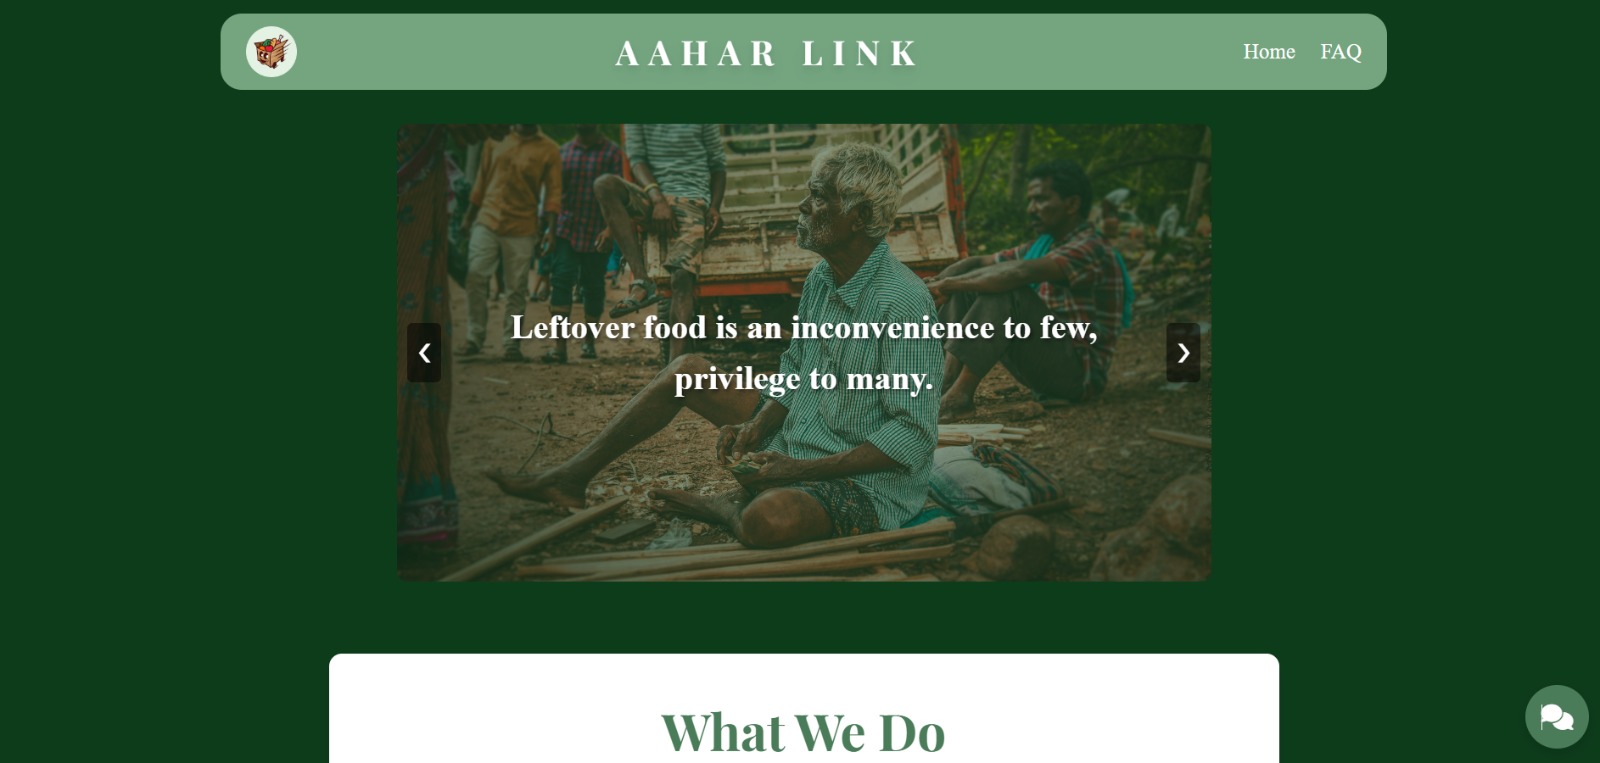 AAHAR LINK
Home FAQ
Leftover food is an inconvenience to few,
privilege to many.
What We Do